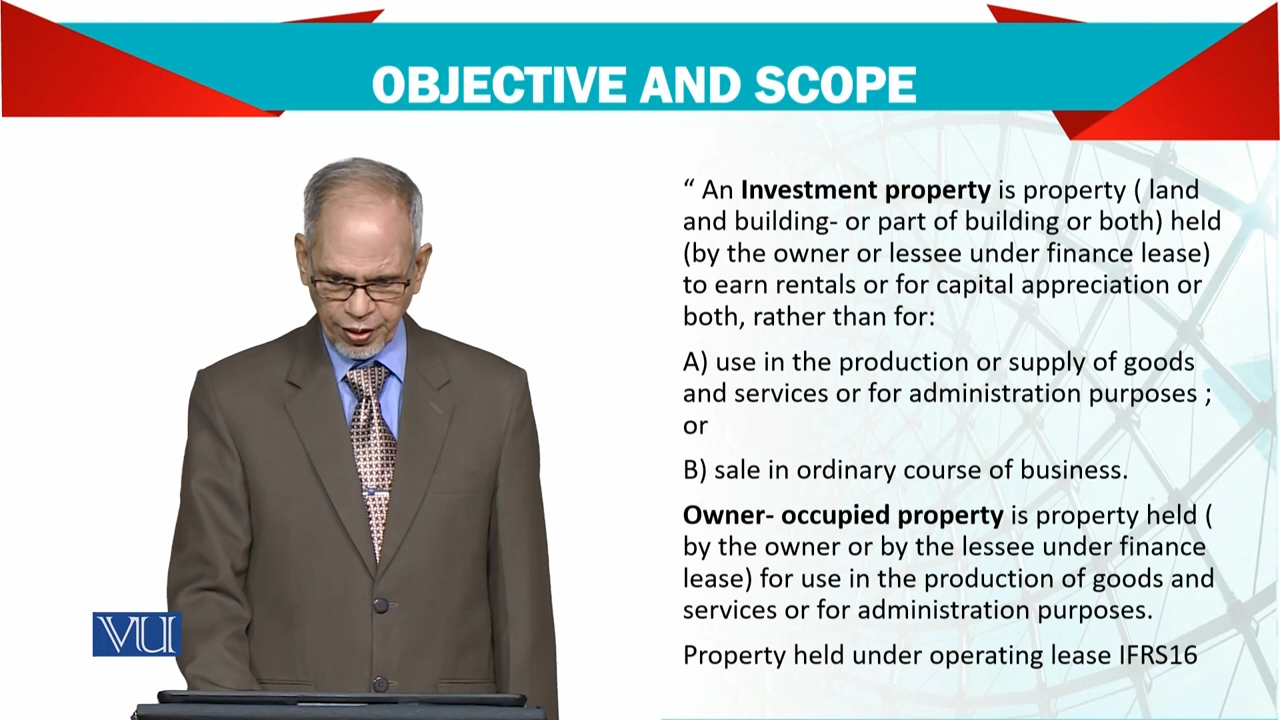 OBJECTIVE AND SCOPE
“ An Investment property is property ( land
and building- or part of building or both) held
(by the owner or lessee under finance lease)
to earn rentals or for capital appreciation or
both, rather than for:
A) use in the production or supply of goods
and services or for administration purposes ;
or
B) sale in ordinary course of business.
Owner- occupied property is property held (
by the owner or by the lessee under finance
lease) for use in the production of goods and
services or for administration purposes.
Property held under operating lease IFRS16
VU